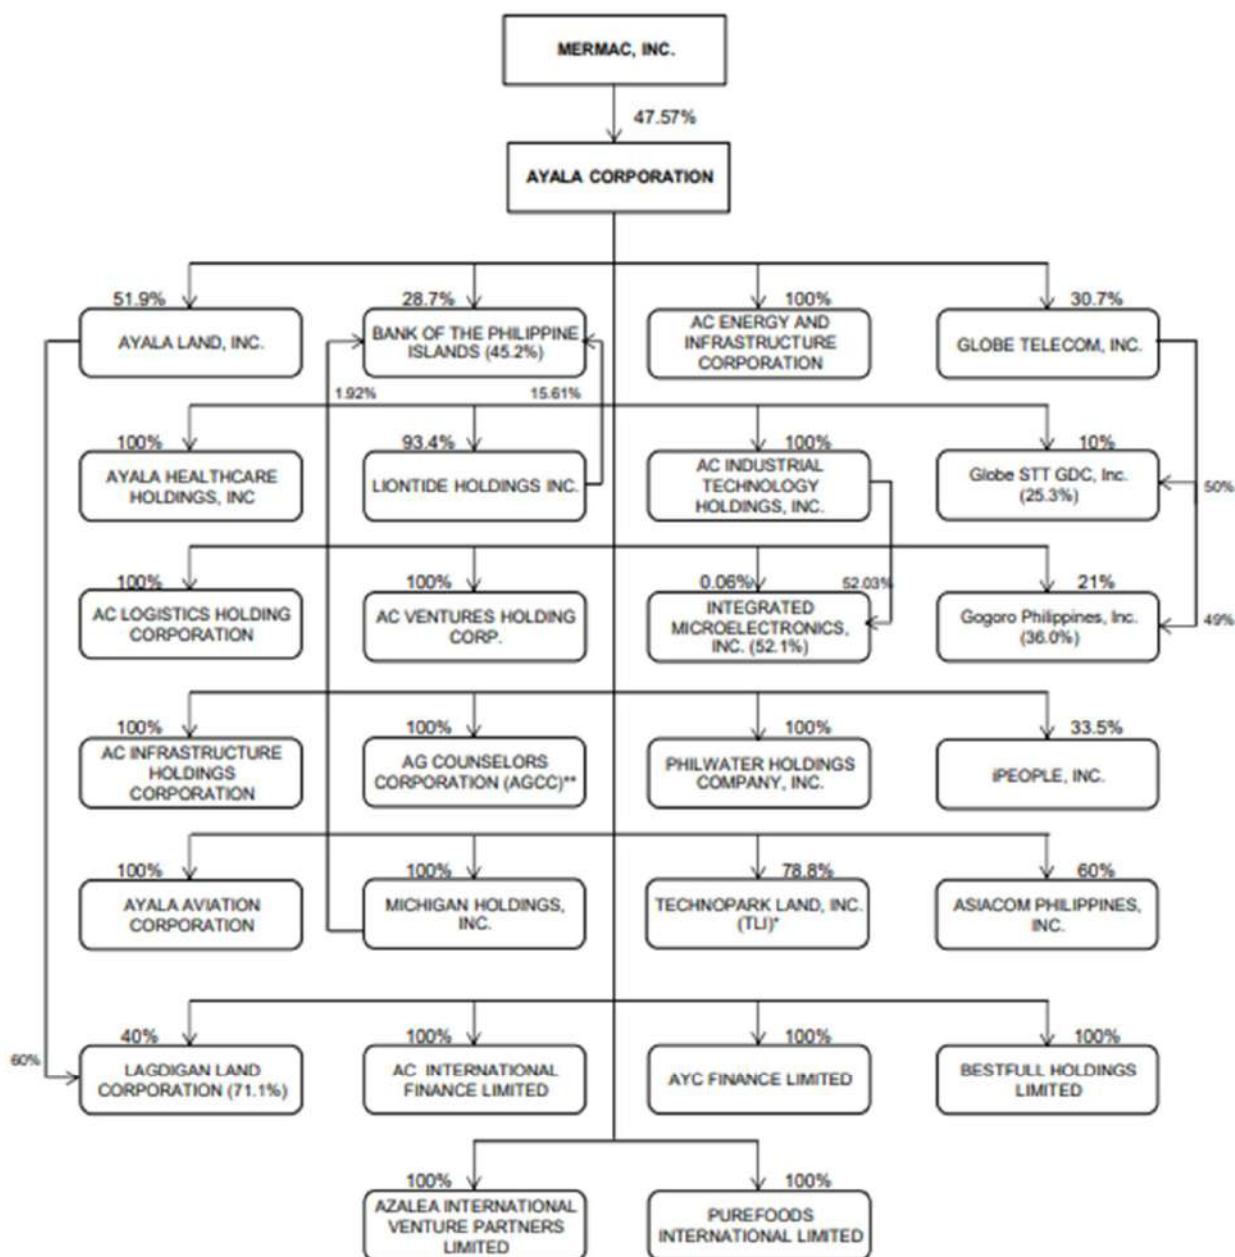 MERMAC, INC.
47.57%
AYALA CORPORATION
51.9%
28.7%
100%
30.7%
AYALA LAND, INC.
BANK OF THE PHILIPPINE
ISLANDS (45.2%)
AC ENERGY AND
INFRASTRUCTURE
CORPORATION
GLOBE TELECOM, INC.
1.92%
15.61%
100%
93.4%
100%
10%
AYALA HEALTHCARE
HOLDINGS, INC
LIONTIDE HOLDINGS INC.
AC INDUSTRIAL
TECHNOLOGY
HOLDINGS, INC.
Globe STT GDC, Inc.
(25.3%)
50%
100%
100%
0.06%
52.03%
21%
AC LOGISTICS HOLDING
CORPORATION
AC VENTURES HOLDING
CORP.
INTEGRATED
MICROELECTRONICS,
INC. (52.1%)
Gogoro Philippines, Inc.
(36.0%)
49%
100%
100%
100%
33.5%
AC INFRASTRUCTURE
HOLDINGS
CORPORATION
AG COUNSELORS
CORPORATION (AGCC)**
PHILWATER HOLDINGS
COMPANY, INC.
iPEOPLE, INC.
100%
100%
78.8%
60%
AYALA AVIATION
CORPORATION
MICHIGAN HOLDINGS,
INC.
TECHNOPARK LAND, INC.
(TLI)*
ASIACOM PHILIPPINES,
INC.
40%
100%
100%
100%
60%
LAGDIGAN LAND
CORPORATION (71.1%)
AC INTERNATIONAL
FINANCE LIMITED
AYC FINANCE LIMITED
BESTFULL HOLDINGS
LIMITED
100%
100%
AZALEA INTERNATIONAL
VENTURE PARTNERS
LIMITED
PUREFOODS
INTERNATIONAL LIMITED